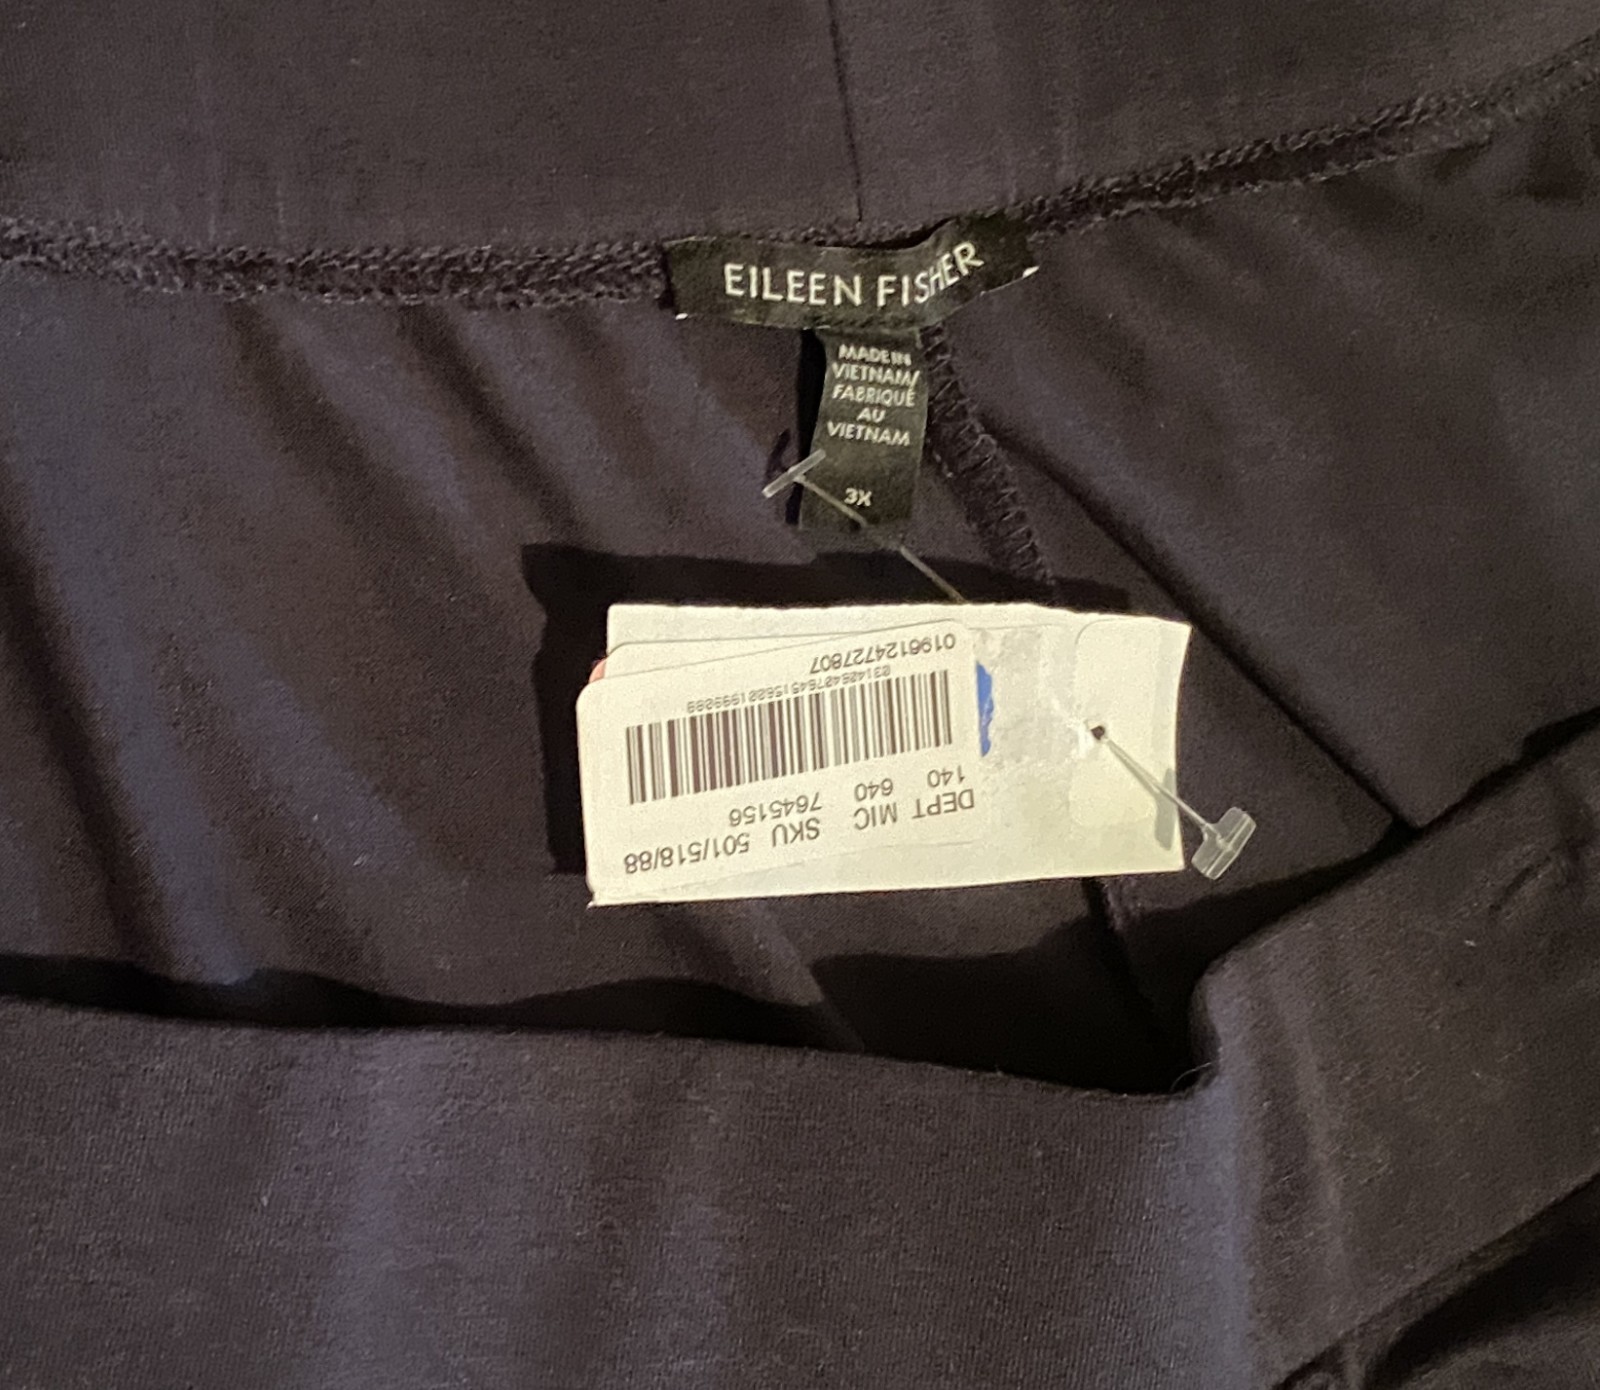 EILEEN FISHER
MADE IN
VIETNAM/
FABRIQUÉ
AU
VIETNAM
3X
DEPT MIC SKU 501/518/88
140 640 7645156
0196124727807